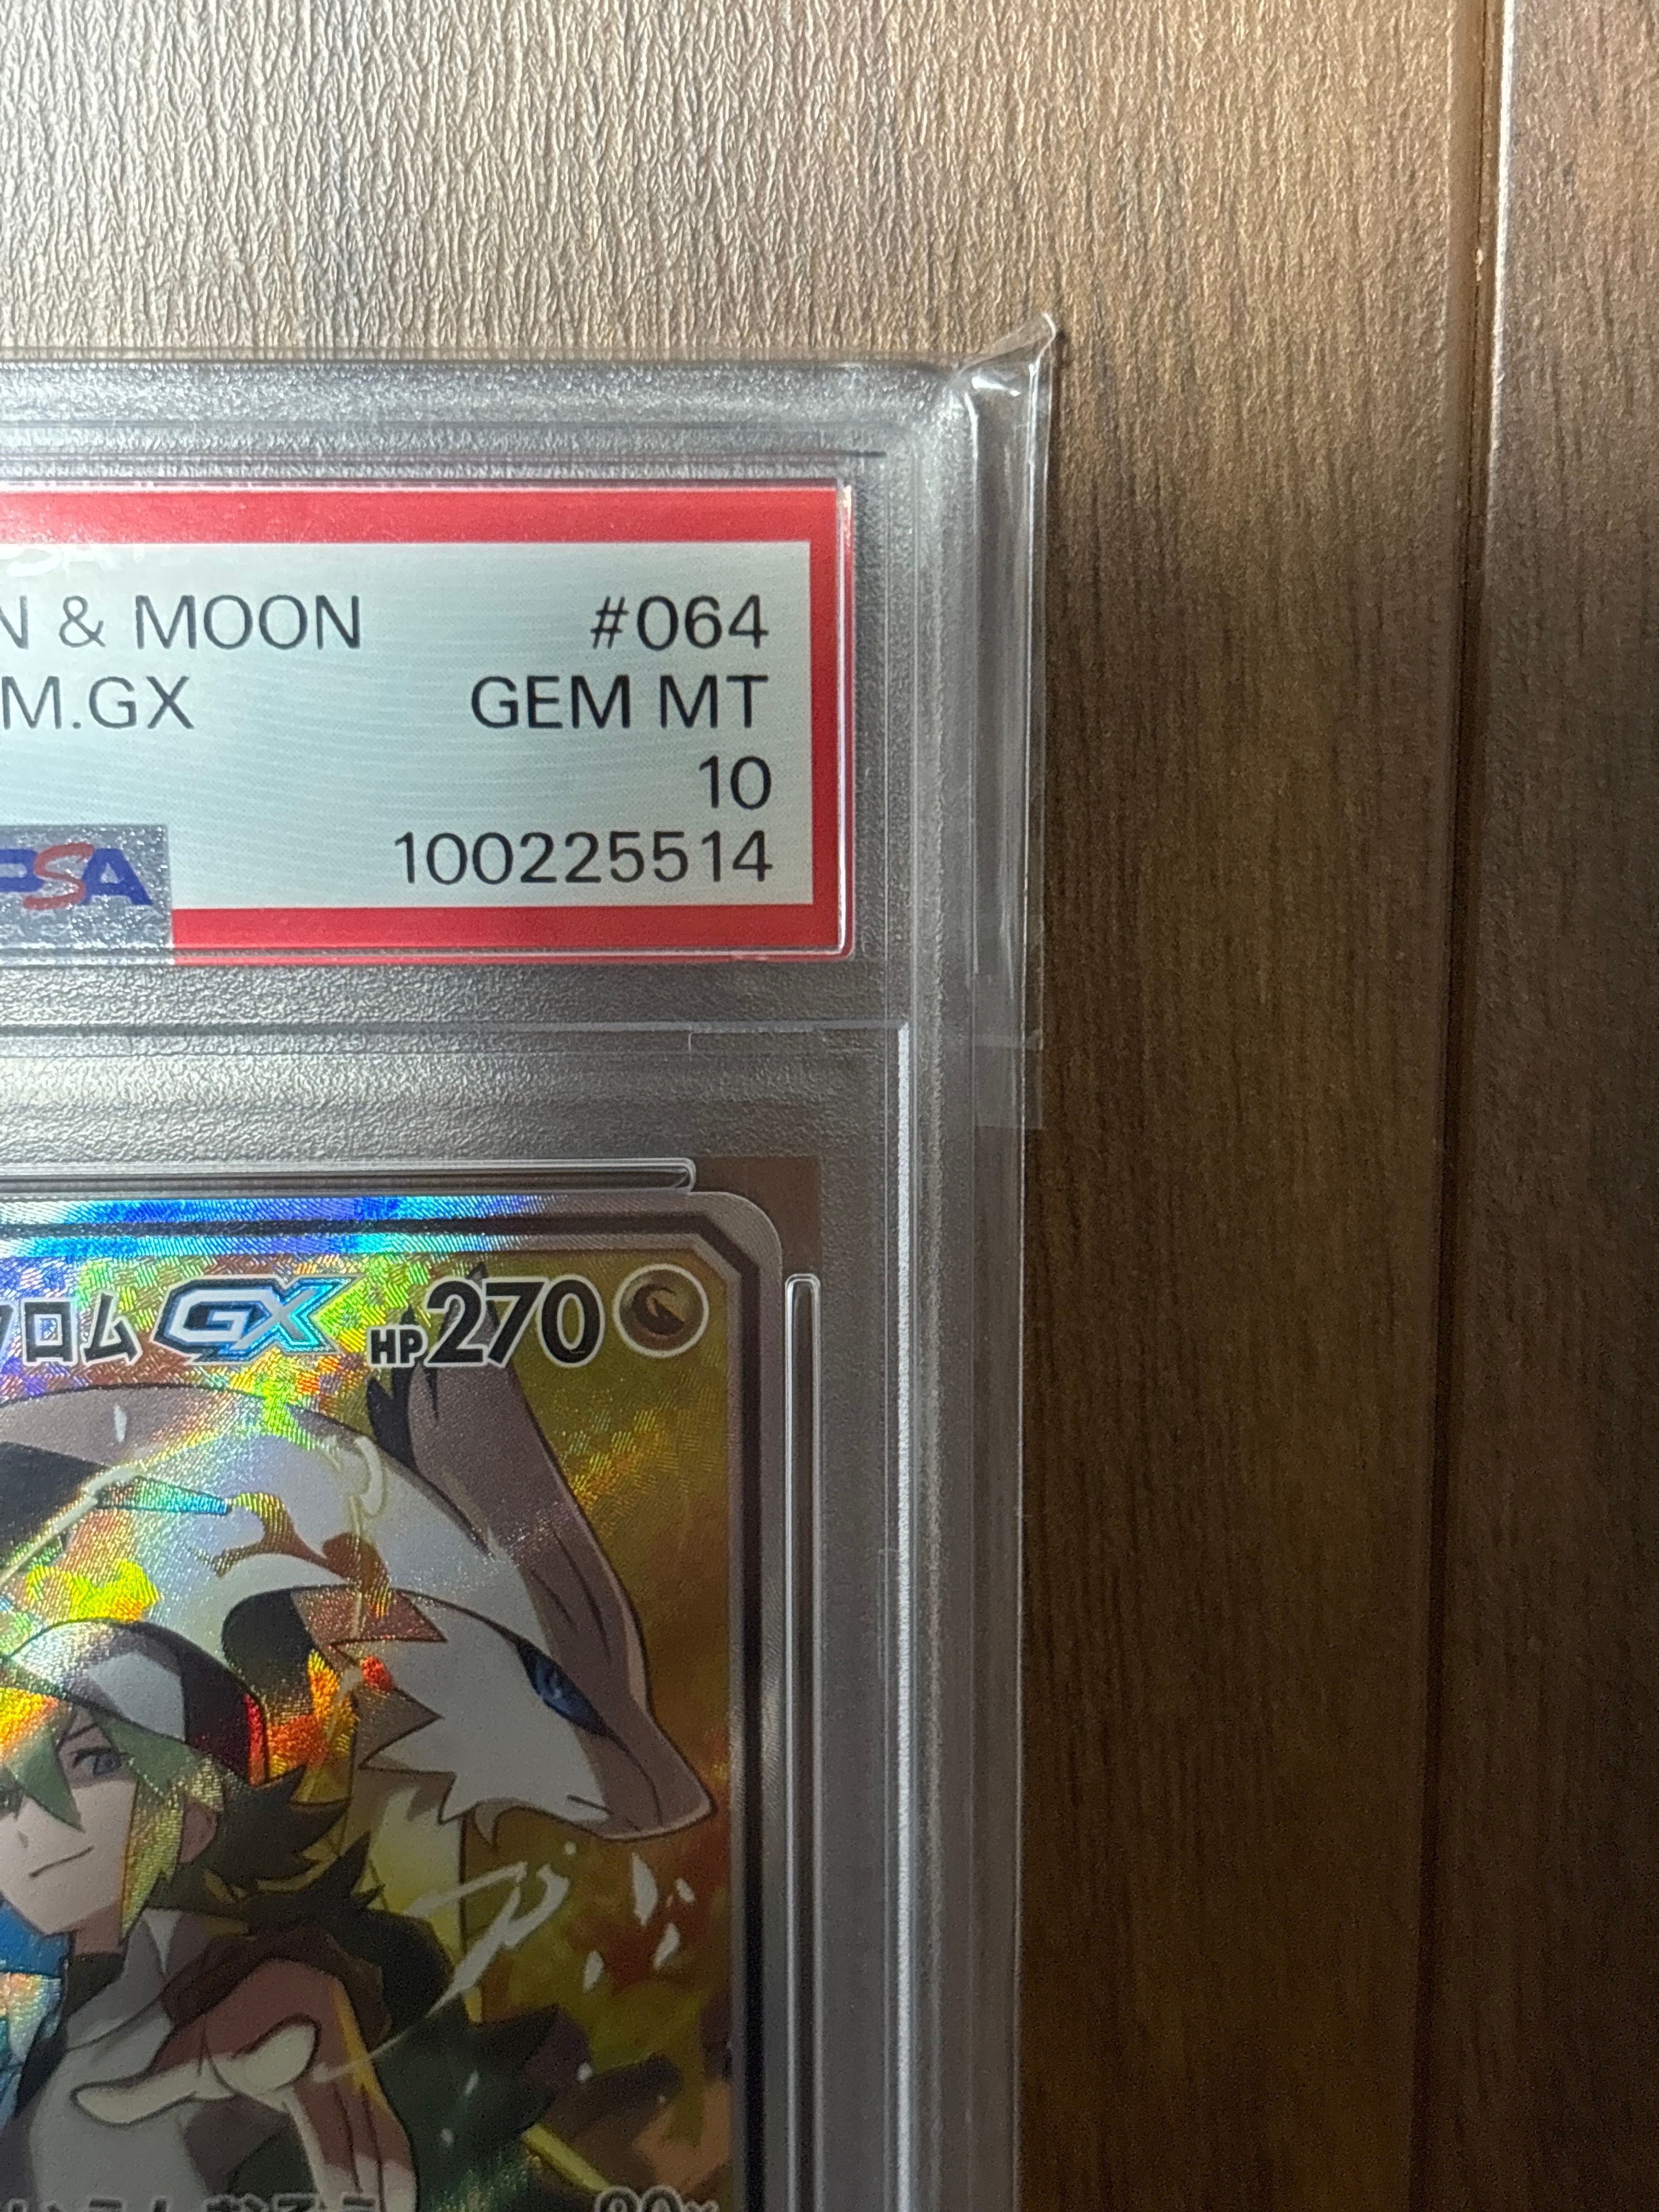 N & MOON #064
M.GX GEM MT
10
PSA 100225514
ロム GX HP270